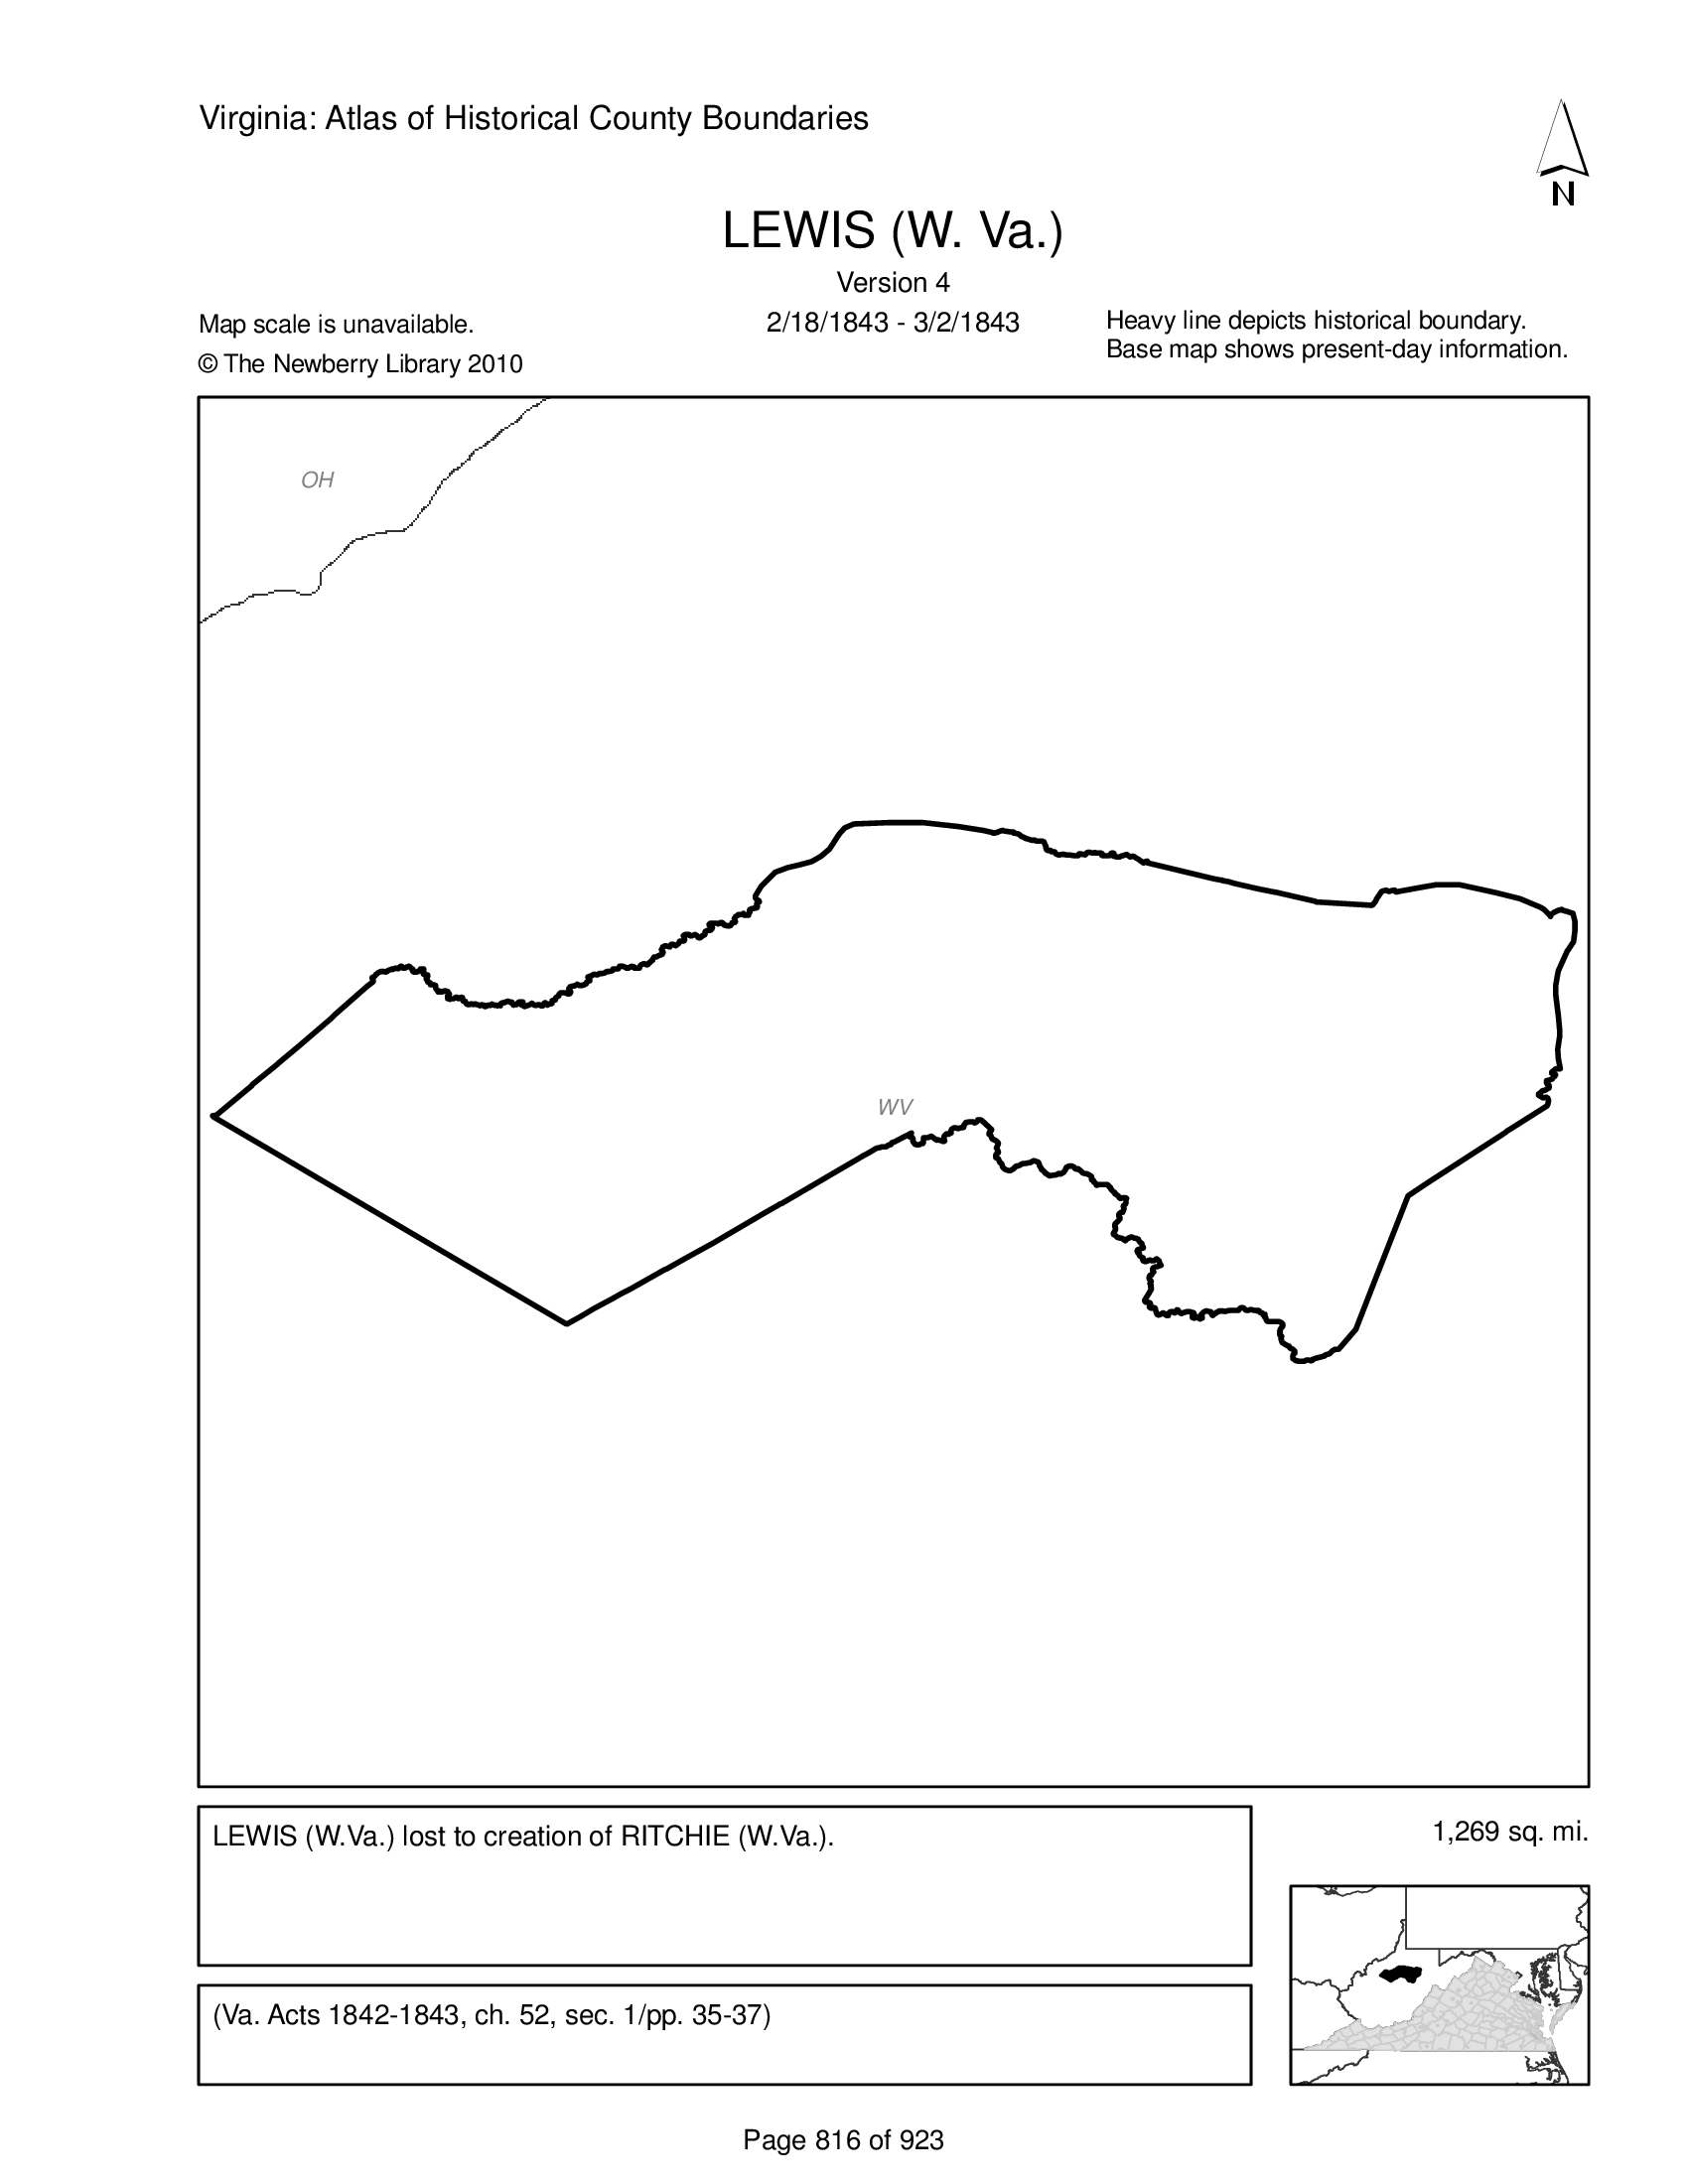 Virginia: Atlas of Historical County Boundaries
N
LEWIS (W. Va.)
Version 4
2/18/1843 - 3/2/1843
Map scale is unavailable.
© The Newberry Library 2010
Heavy line depicts historical boundary.
Base map shows present-day information.
OH
WV
LEWIS (W.Va.) lost to creation of RITCHIE (W.Va.).
1,269 sq. mi.
(Va. Acts 1842-1843, ch. 52, sec. 1/pp. 35-37)
Page 816 of 923